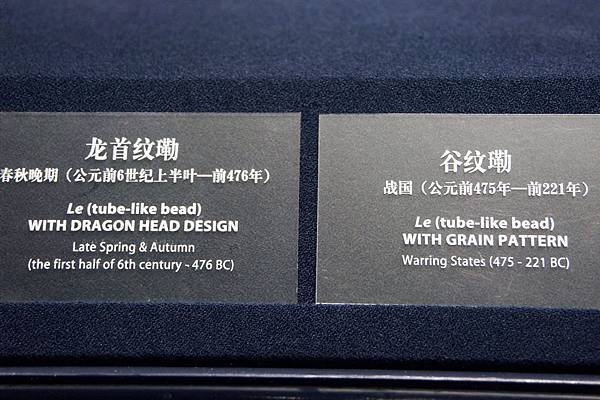 龙首纹勒
春秋晚期（公元前6世纪上半叶—前476年）
Le (tube-like bead)
WITH DRAGON HEAD DESIGN
Late Spring & Autumn
(the first half of 6th century - 476 BC)
谷纹勒
战国（公元前475年—前221年）
Le (tube-like bead)
WITH GRAIN PATTERN
Warring States (475 - 221 BC)